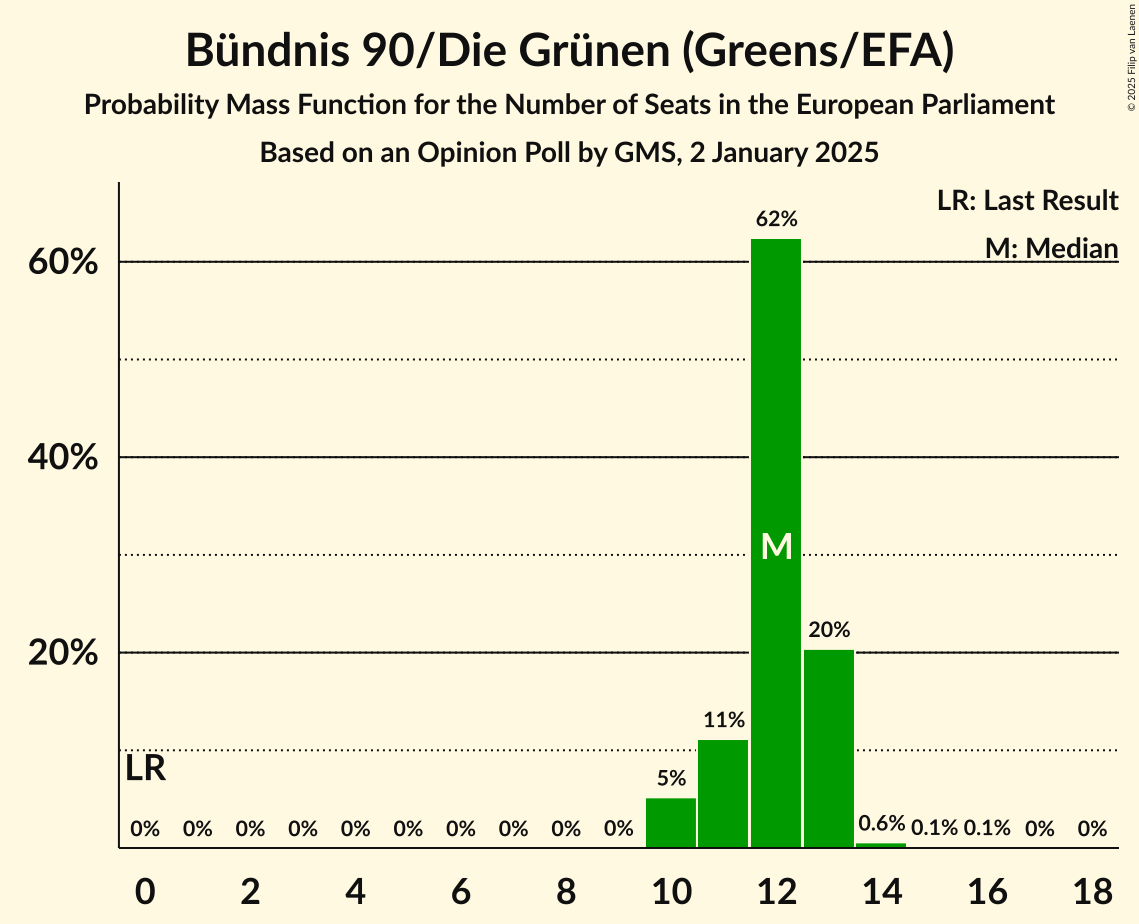 Bündnis 90/Die Grünen (Greens/EFA)
Probability Mass Function for the Number of Seats in the European Parliament
Based on an Opinion Poll by GMS, 2 January 2025
© 2025 Filip van Laenen
LR: Last Result
M: Median
62%
60%
40%
M
20%
20%
11%
LR
5%
0% 0% 0% 0% 0% 0% 0% 0% 0% 0% 0.6% 0.1% 0.1% 0% 0%
0 2 4 6 8 10 12 14 16 18